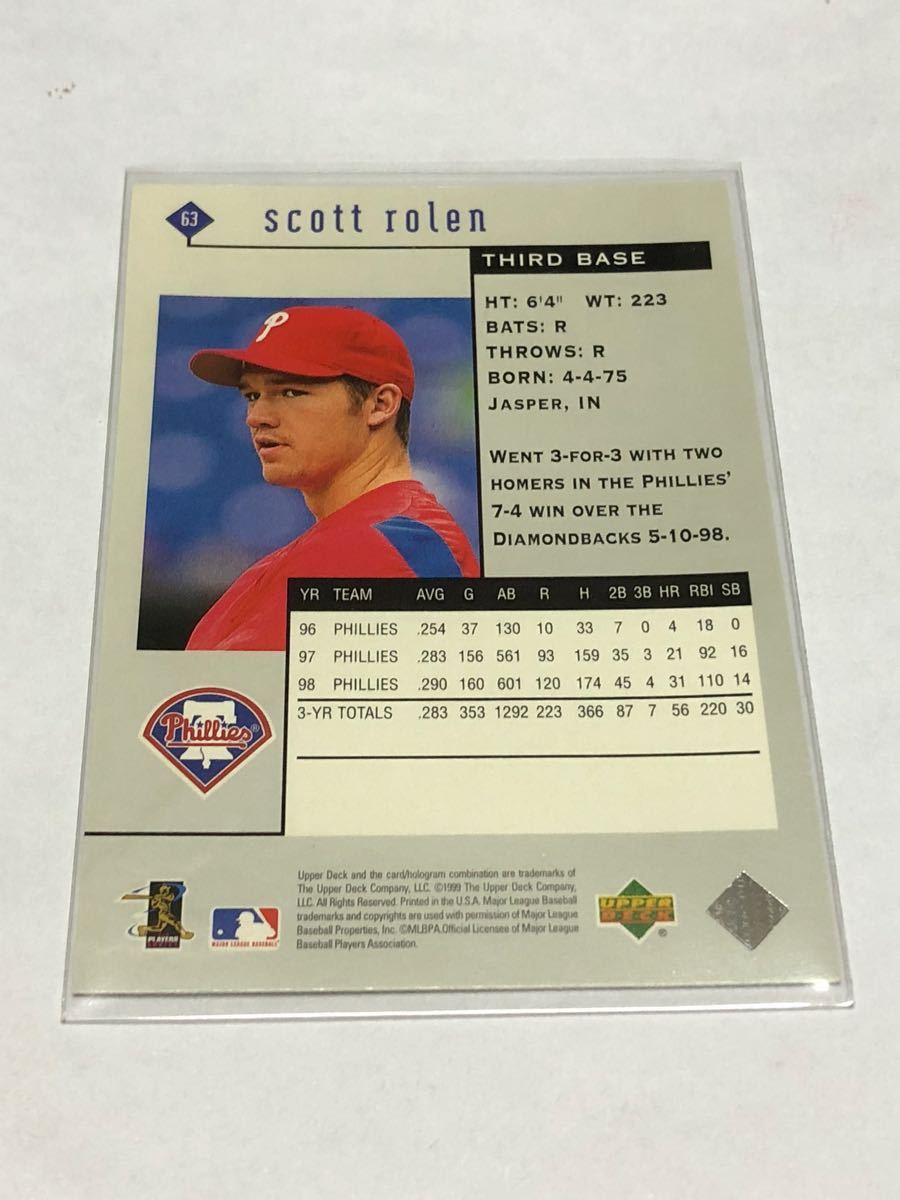 63
scott rolen
THIRD BASE
HT: 6'4" WT: 223
BATS: R
THROWS: R
BORN: 4-4-75
JASPER, IN
WENT 3-FOR-3 WITH TWO
HOMERS IN THE PHILLIES'
7-4 WIN OVER THE
DIAMONDBACKS 5-10-98.
P
YR TEAM AVG G AB R H 2B 3B HR RBI SB
96 PHILLIES .254 37 130 10 33 7 0 4 18 0
97 PHILLIES .283 156 561 93 159 35 3 21 92 16
98 PHILLIES .290 160 601 120 174 45 4 31 110 14
3-YR TOTALS .283 353 1292 223 366 87 7 56 220 30
Phillies®
Upper Deck and the card/hologram combination are trademarks of
The Upper Deck Company, LLC. ©1999 The Upper Deck Company,
LLC. All Rights Reserved. Printed in the U.S.A. Major League Baseball
trademarks and copyrights are used with permission of Major League
Baseball Properties, Inc. ©MLBPA Official Licensee of Major League
Baseball Players Association.
PLAYERS
MAJOR LEAGUE BASEBALL
UPPER
DECK
®